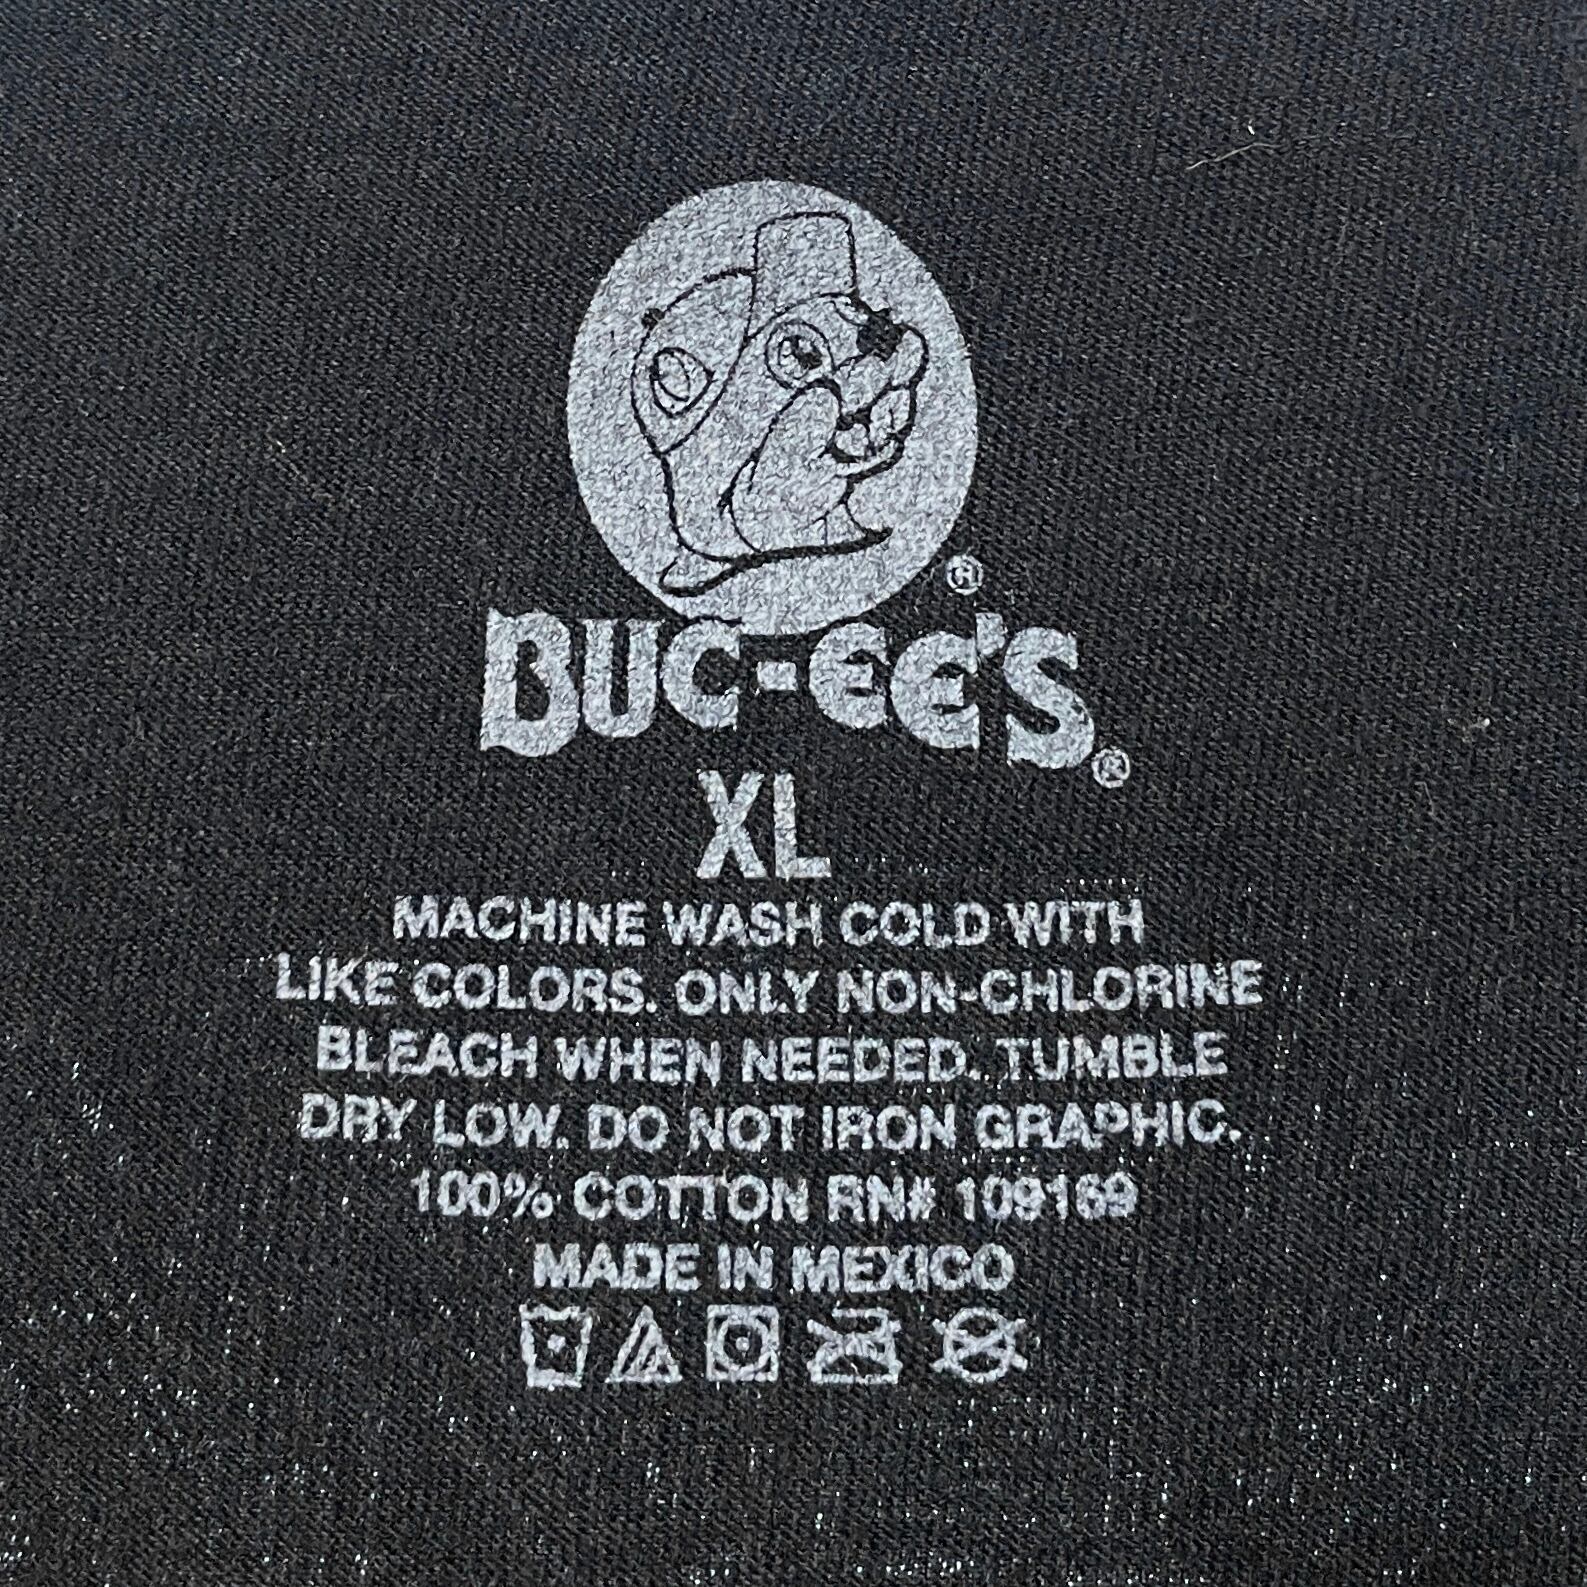 ®
BUC-EE'S®
XL
MACHINE WASH COLD WITH
LIKE COLORS. ONLY NON-CHLORINE
BLEACH WHEN NEEDED. TUMBLE
DRY LOW. DO NOT IRON GRAPHIC.
100% COTTON RN# 109169
MADE IN MEXICO